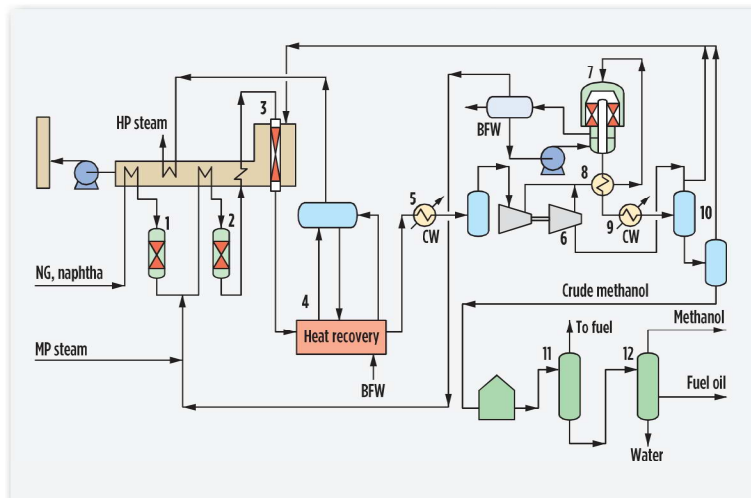 7
3
HP steam
BFW
8
5
1
2
10
9
CW
6
CW
NG, naphtha
4
Crude methanol
Methanol
Heat recovery
To fuel
11
12
MP steam
Fuel oil
BFW
Water